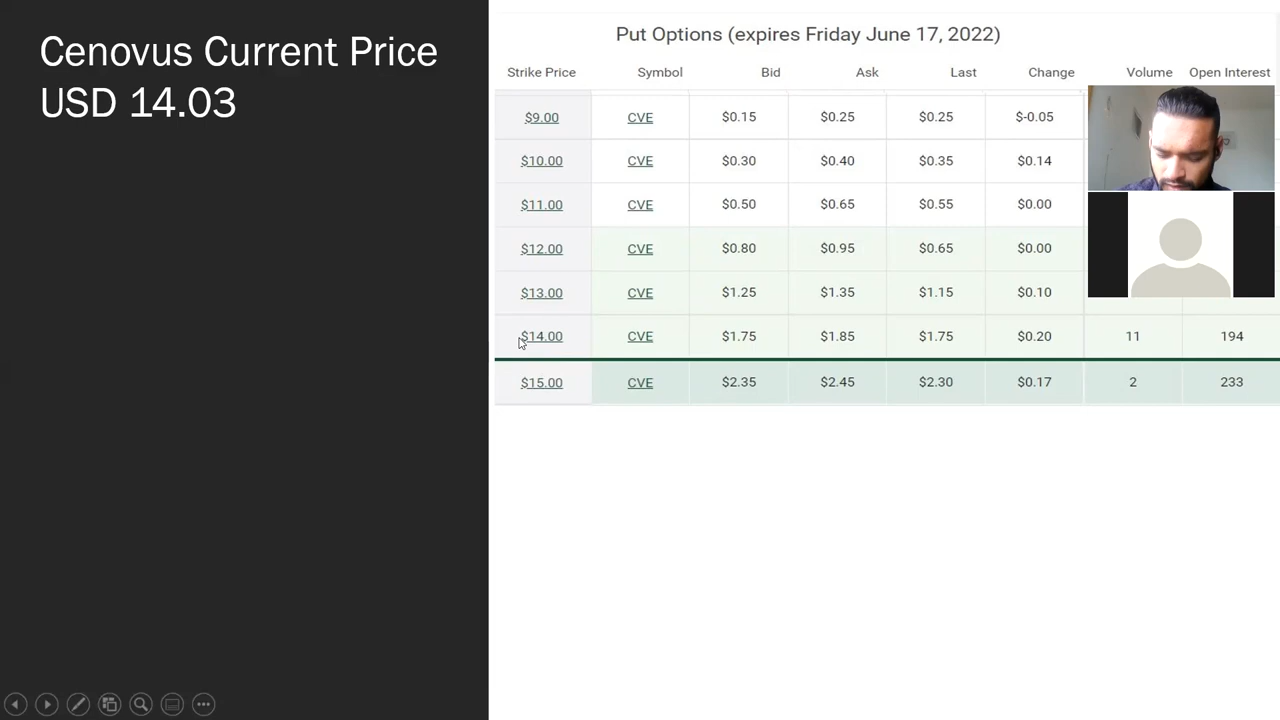 Cenovus Current Price
USD 14.03
Put Options (expires Friday June 17, 2022)
Strike Price Symbol Bid Ask Last Change Volume Open Interest
$9.00 CVE $0.15 $0.25 $0.25 $-0.05
$10.00 CVE $0.30 $0.40 $0.35 $0.14
$11.00 CVE $0.50 $0.65 $0.55 $0.00
$12.00 CVE $0.80 $0.95 $0.65 $0.00
$13.00 CVE $1.25 $1.35 $1.15 $0.10
$14.00 CVE $1.75 $1.85 $1.75 $0.20 11 194
$15.00 CVE $2.35 $2.45 $2.30 $0.17 2 233